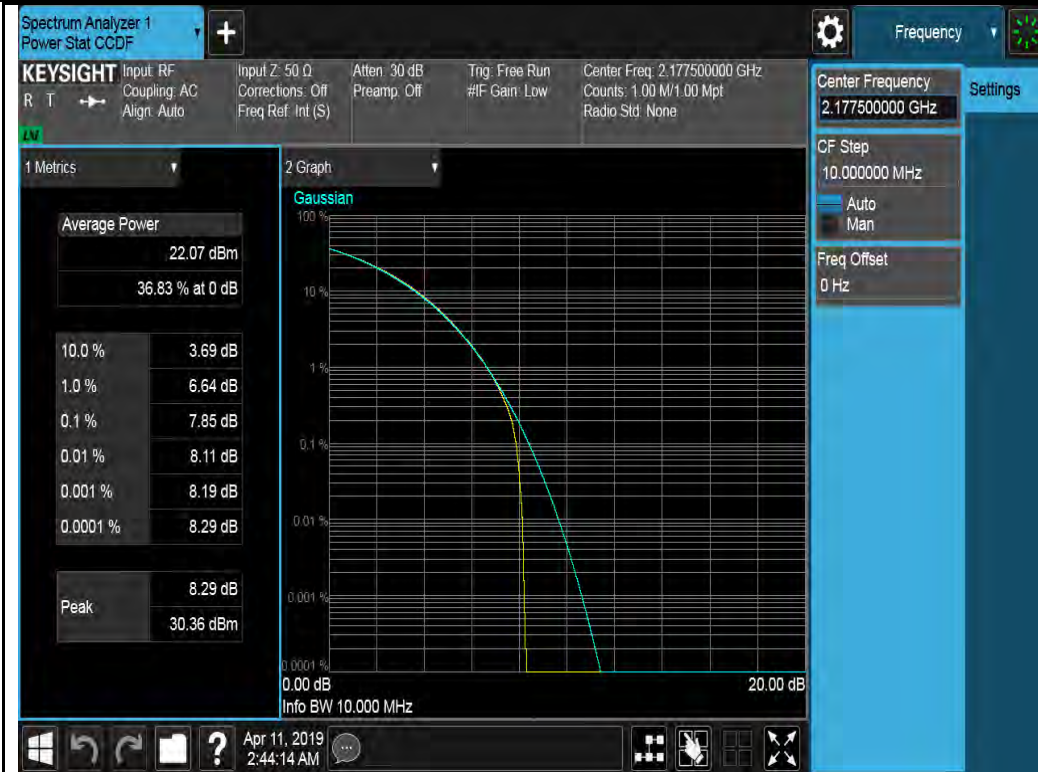 Spectrum Analyzer 1
Power Stat CCDF
+
Frequency
KEYSIGHT
R T
LNI
Input: RF
Coupling: AC
Align: Auto
Input Z: 50 Ω
Corrections: Off
Freq Ref: Int (S)
Atten: 30 dB
Preamp: Off
Trig: Free Run
#IF Gain: Low
Center Freq: 2.177500000 GHz
Counts: 1.00 M/1.00 Mpt
Radio Std: None
1 Metrics
Average Power
22.07 dBm
36.83 % at 0 dB
10.0 % 3.69 dB
1.0 % 6.64 dB
0.1 % 7.85 dB
0.01 % 8.11 dB
0.001 % 8.19 dB
0.0001 % 8.29 dB
Peak
8.29 dB
30.36 dBm
2 Graph
Gaussian
100 %
10 %
1 %
0.1 %
0.01 %
0.001 %
0.0001 %
0.00 dB
20.00 dB
Info BW 10.000 MHz
Center Frequency
2.177500000 GHz
Settings
CF Step
10.000000 MHz
Auto
Man
Freq Offset
0 Hz
?
Apr 11, 2019
2:44:14 AM